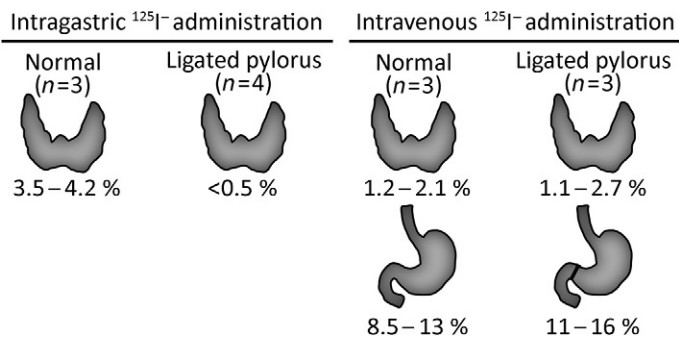 Intragastric ¹²⁵I⁻ administration
Normal
(n=3)
3.5–4.2 %
Ligated pylorus
(n=4)
<0.5 %
Intravenous ¹²⁵I⁻ administration
Normal
(n=3)
1.2–2.1 %
8.5–13 %
Ligated pylorus
(n=3)
1.1–2.7 %
11–16 %